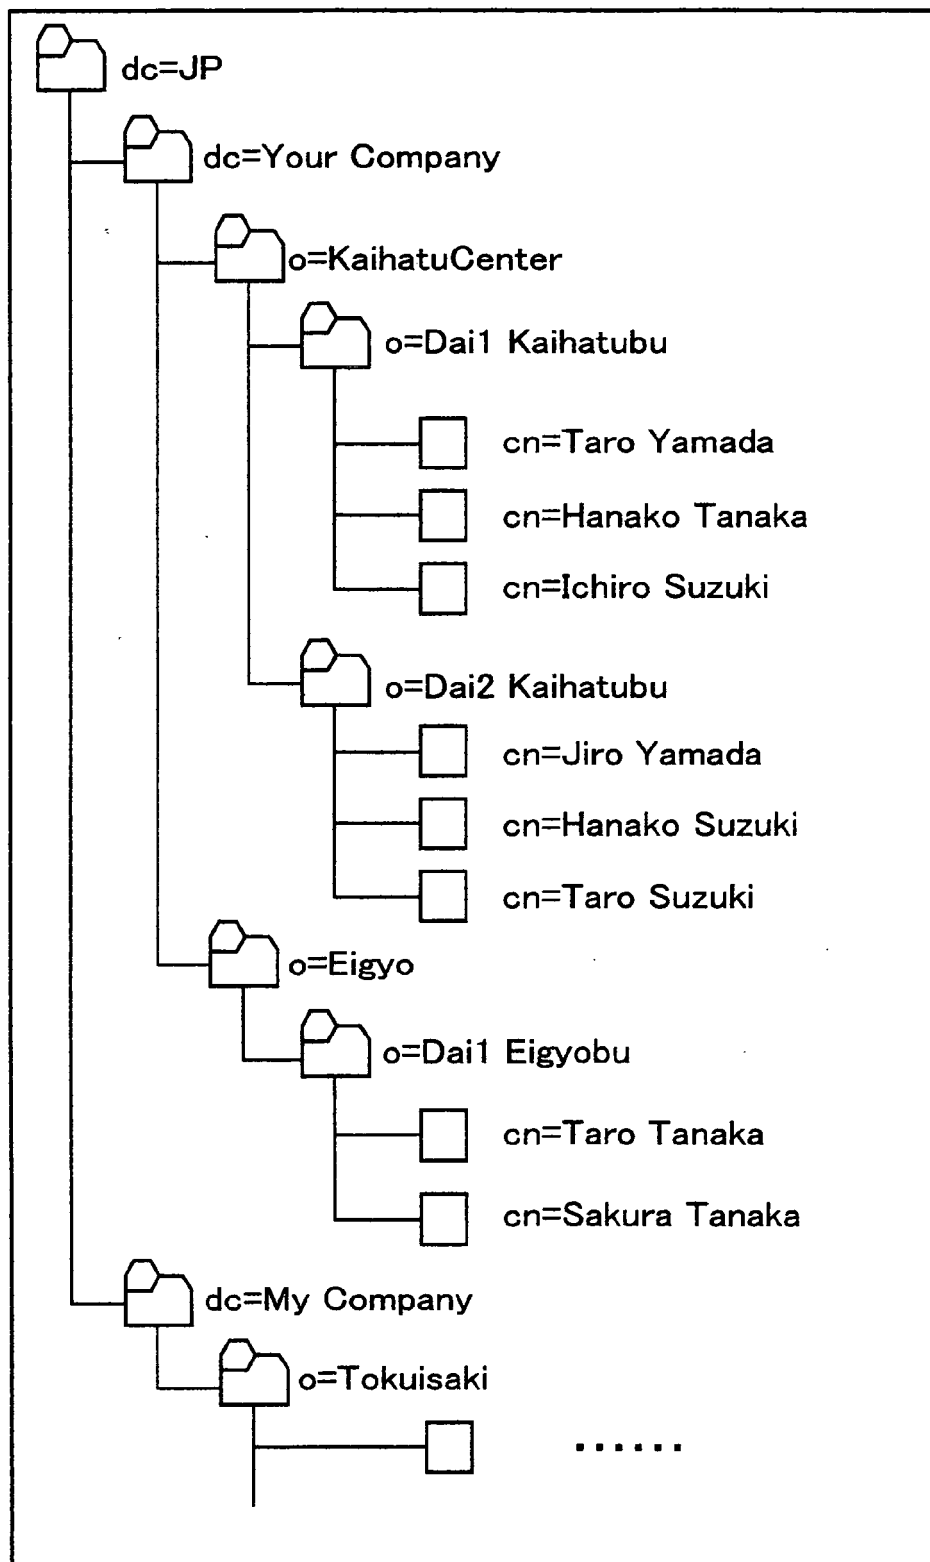 dc=JP
dc=Your Company
o=KaihatuCenter
o=Dai1 Kaihatubu
cn=Taro Yamada
cn=Hanako Tanaka
cn=Ichiro Suzuki
o=Dai2 Kaihatubu
cn=Jiro Yamada
cn=Hanako Suzuki
cn=Taro Suzuki
o=Eigyo
o=Dai1 Eigyobu
cn=Taro Tanaka
cn=Sakura Tanaka
dc=My Company
o=Tokuisaki
······